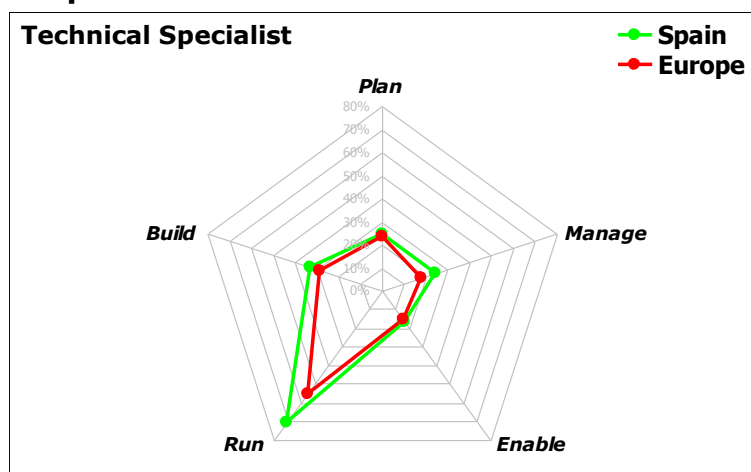 Technical Specialist
Spain
Europe
Plan
80%
70%
60%
50%
40%
30%
20%
10%
0%
Build
Manage
Run
Enable